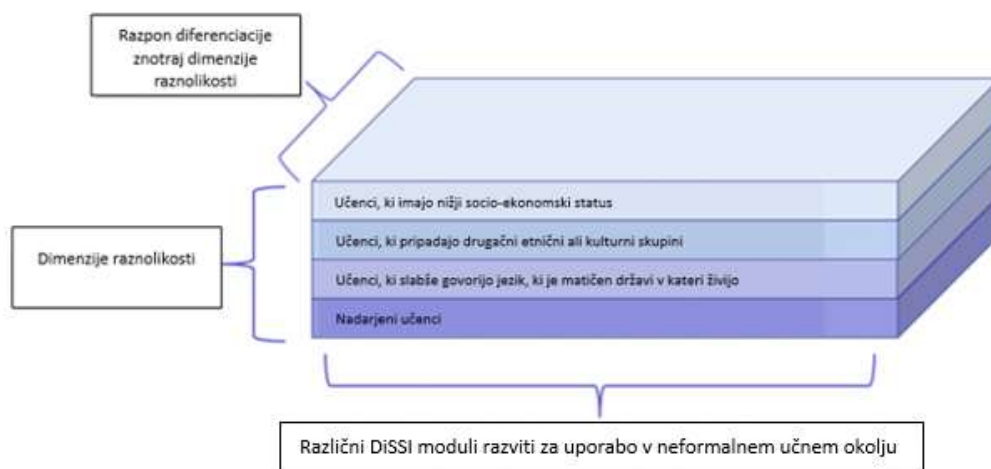 Razpon diferenciacije
znotraj dimenzije
raznolikosti
Učenci, ki imajo nižji socio-ekonomski status
Učenci, ki pripadajo drugačni etnični ali kulturni skupini
Dimenzije raznolikosti
Učenci, ki slabše govorijo jezik, ki je matičen državi v kateri živijo
Nadarjeni učenci
Različni DiSSI moduli razviti za uporabo v neformalnem učnem okolju